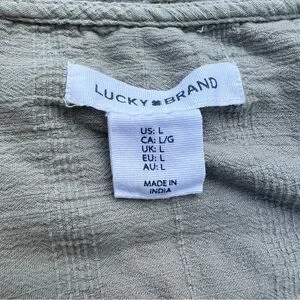 LUCKY BRAND
US: L
CA: L/G
UK: L
EU: L
AU: L
MADE IN
INDIA